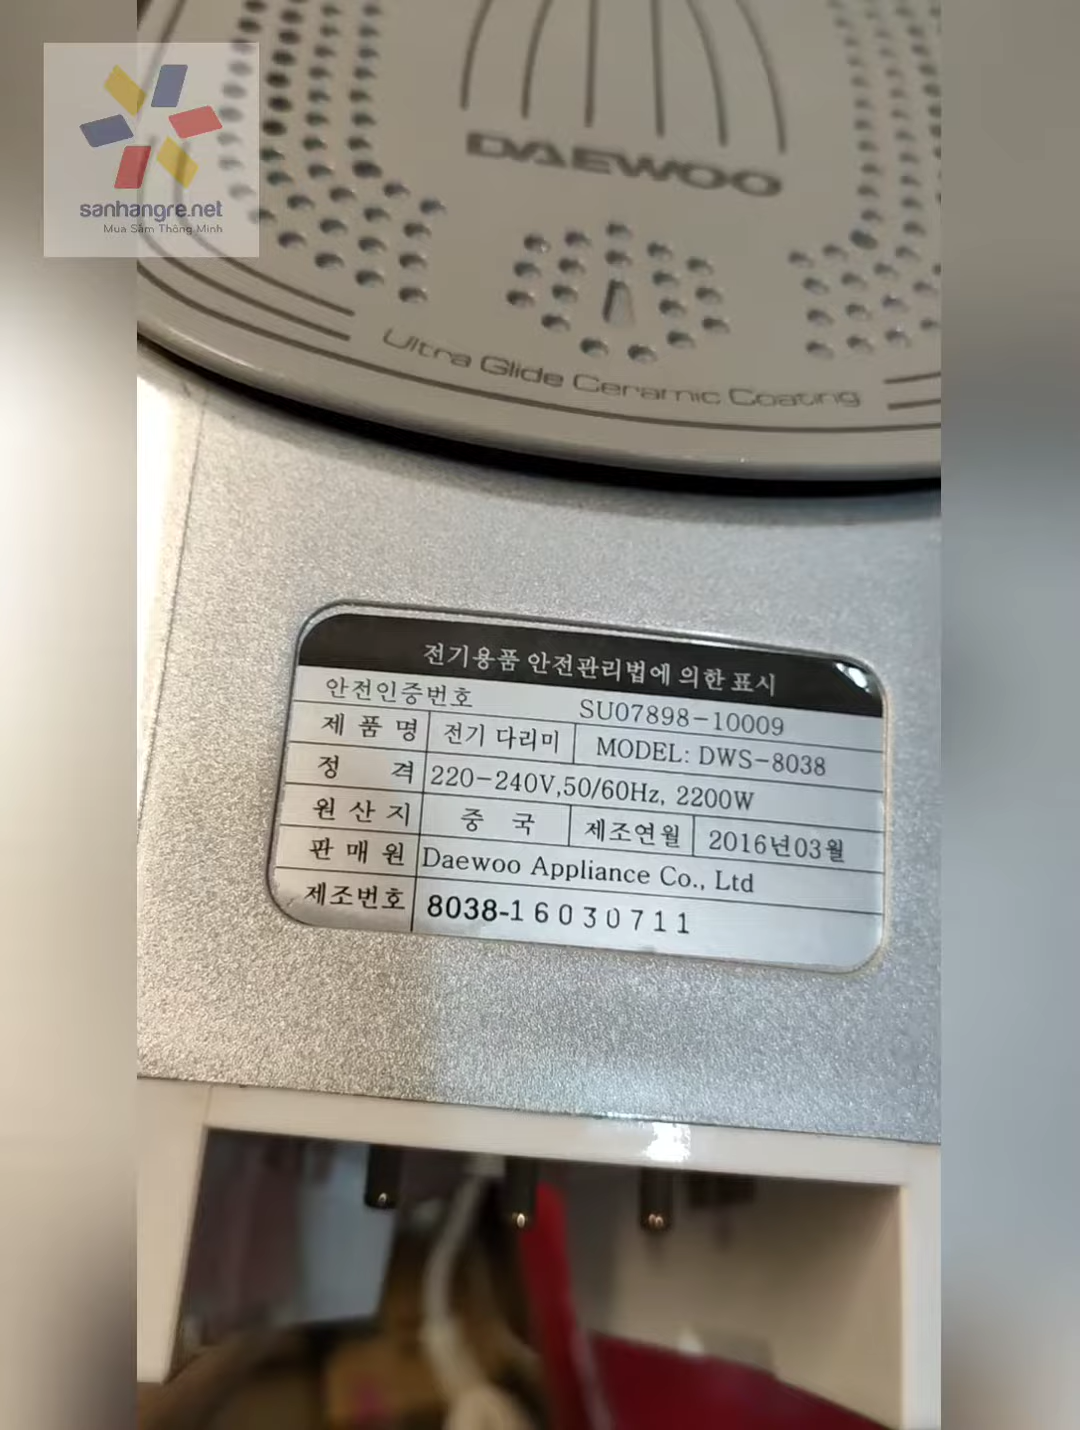 sanhangre.net
Mua Sắm Thông Minh
DAEWOO
Ultra Glide Ceramic Coating
전기용품 안전관리법에 의한 표시
안전인증번호 SU07898-10009
제품명 전기 다리미 MODEL: DWS-8038
정격 220-240V,50/60Hz, 2200W
원산지 중국 제조연월 2016년03월
판매원 Daewoo Appliance Co., Ltd
제조번호 8038-16030711